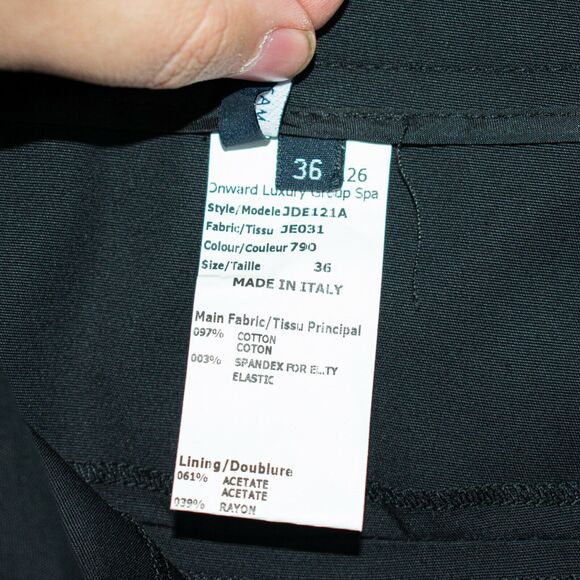 36
26
Onward Luxury Group Spa
Style/Modele JDE121A
Fabric/Tissu JE031
Colour/Couleur 790
Size/Taille 36
MADE IN ITALY
Main Fabric/Tissu Principal
097% COTTON
COTON
003% SPANDEX FOR EL.TY
ELASTIC
Lining/Doublure
061% ACETATE
ACETATE
039% RAYON